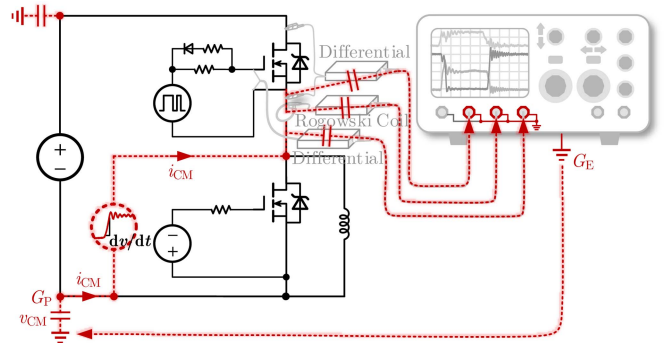 Differential
Rogowski Coil
Differential
G_E
i_CM
dv/dt
i_CM
G_P
v_CM